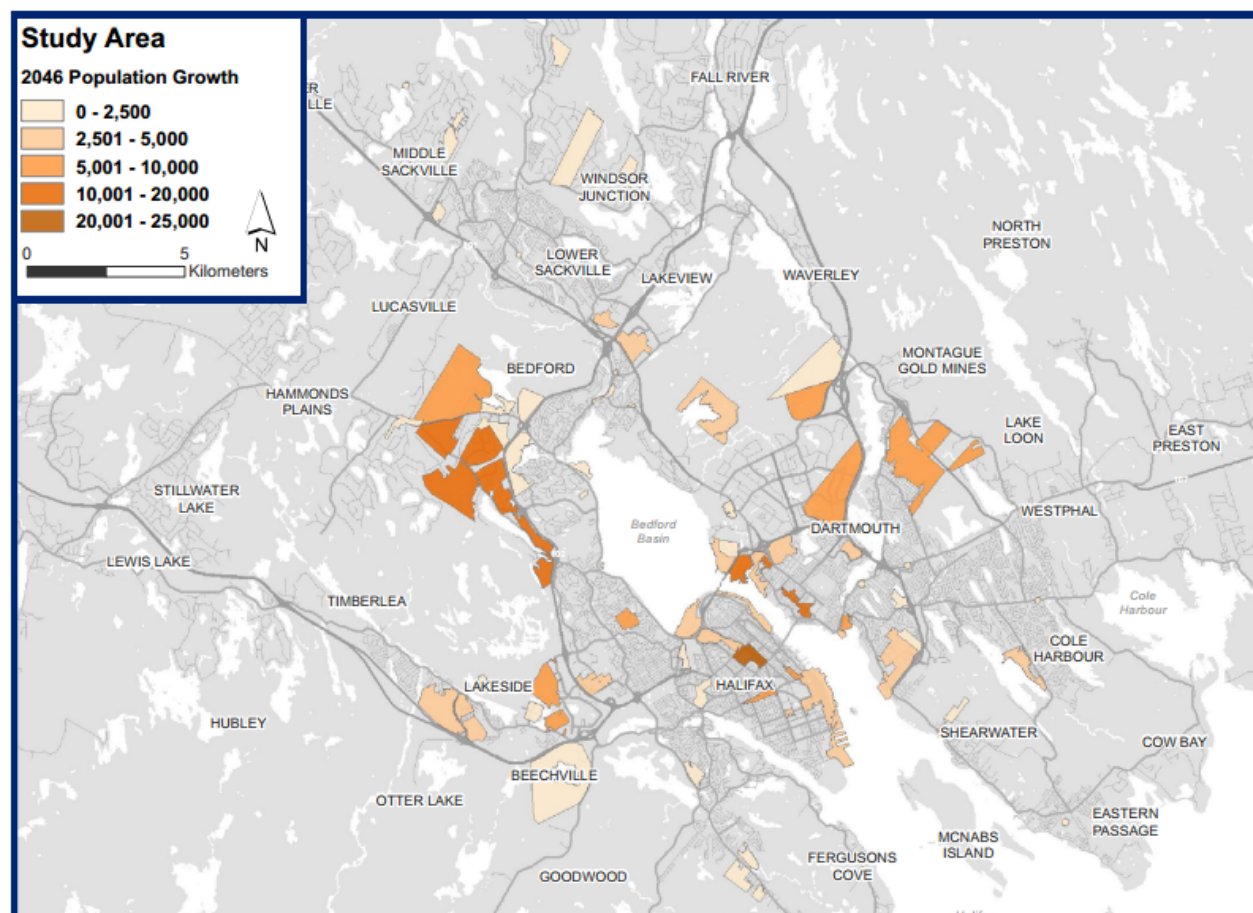 Study Area
2046 Population Growth
0 - 2,500
2,501 - 5,000
5,001 - 10,000
10,001 - 20,000
20,001 - 25,000
N
0 5
Kilometers
ER
LLE
FALL RIVER
MIDDLE
SACKVILLE
WINDSOR
JUNCTION
NORTH
PRESTON
LOWER
SACKVILLE
LAKEVIEW
WAVERLEY
LUCASVILLE
BEDFORD
MONTAGUE
GOLD MINES
HAMMONDS
PLAINS
LAKE
LOON
EAST
PRESTON
STILLWATER
LAKE
WESTPHAL
Bedford
Basin
DARTMOUTH
LEWIS LAKE
TIMBERLEA
Cole
Harbour
COLE
HARBOUR
LAKESIDE
HALIFAX
HUBLEY
SHEARWATER
COW BAY
BEECHVILLE
OTTER LAKE
EASTERN
PASSAGE
MCNABS
ISLAND
FERGUSONS
COVE
GOODWOOD